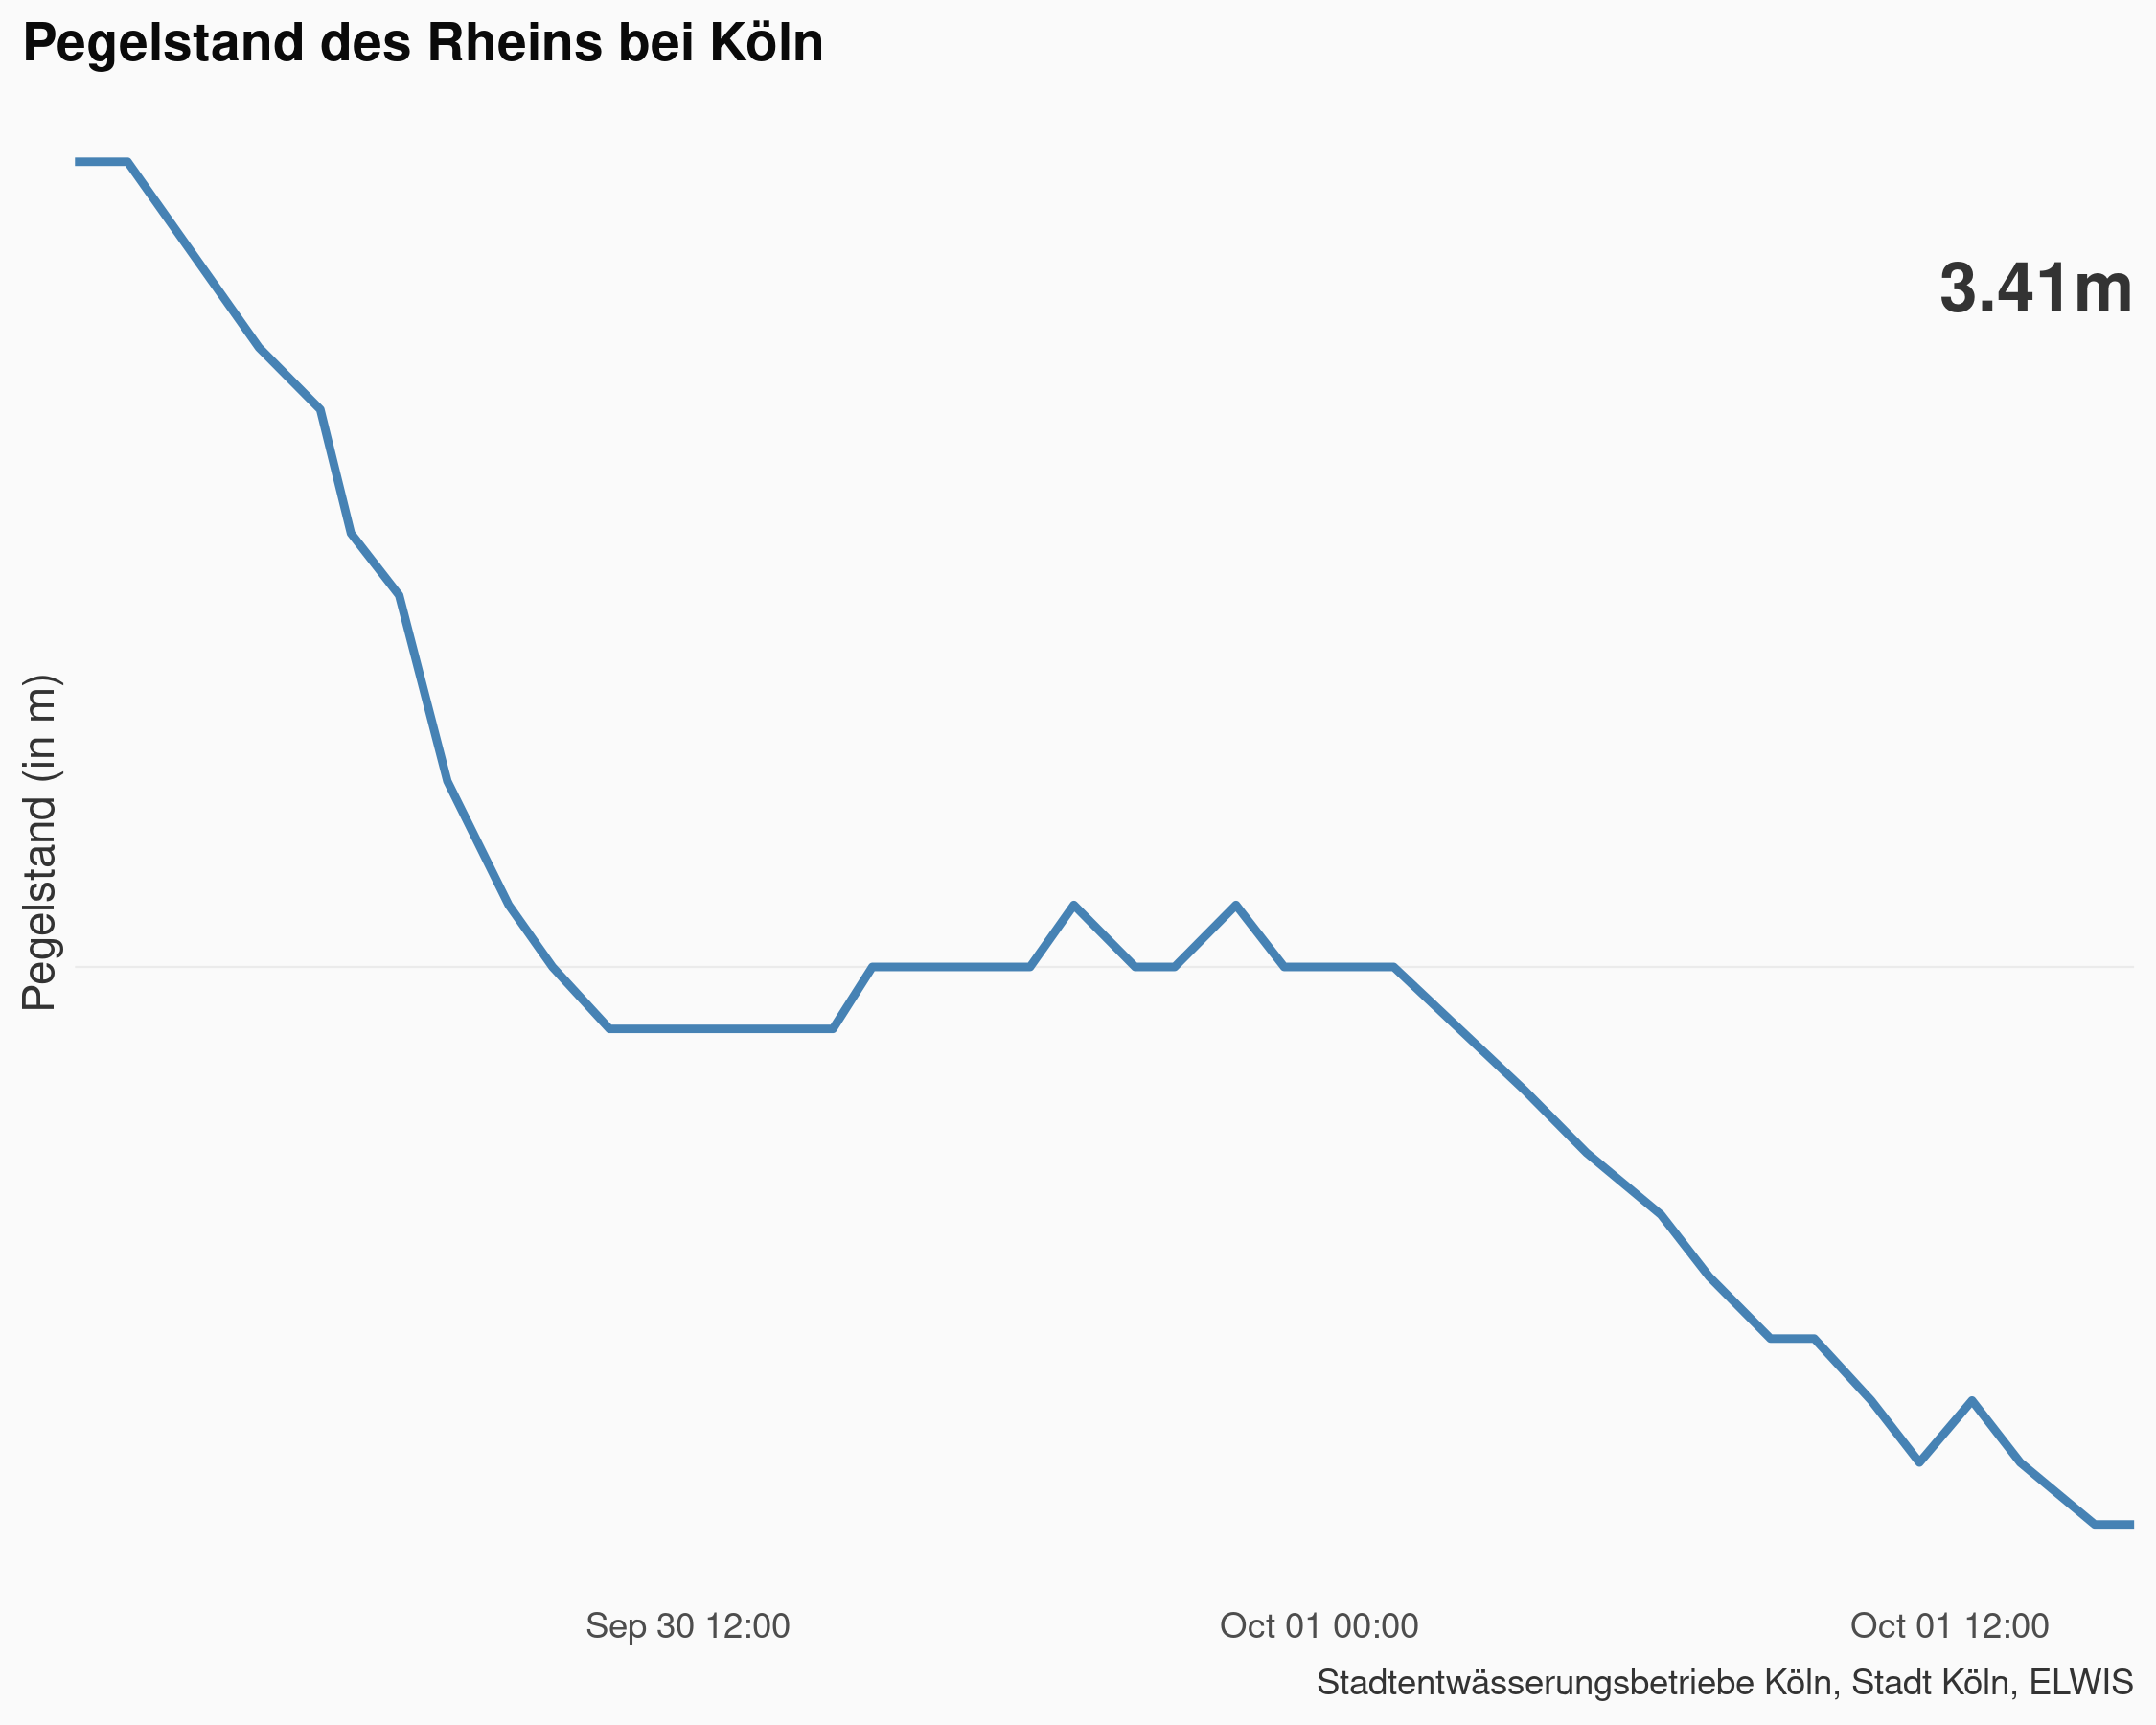 Pegelstand des Rheins bei Köln
3.41m
Pegelstand (in m)
Sep 30 12:00
Oct 01 00:00
Oct 01 12:00
Stadtentwässerungsbetriebe Köln, Stadt Köln, ELWIS